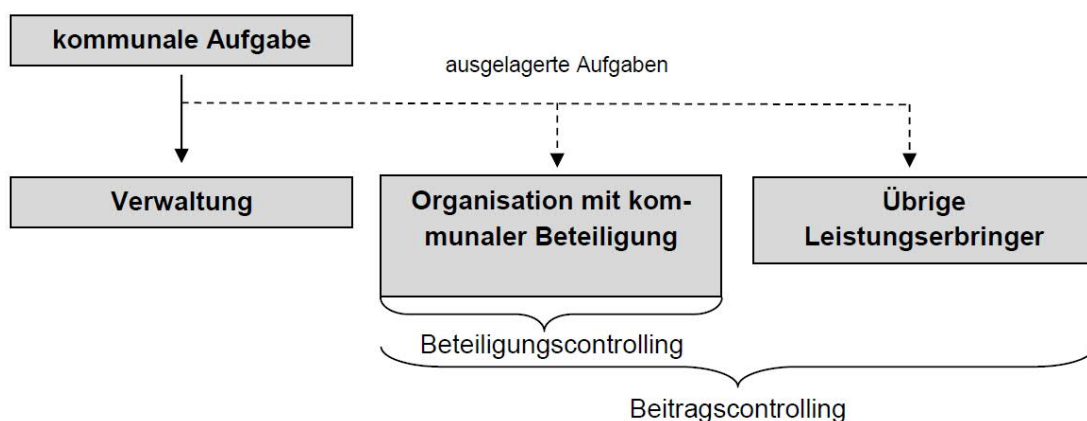 kommunale Aufgabe
ausgelagerte Aufgaben
Verwaltung
Organisation mit kom-
munaler Beteiligung
Übrige
Leistungserbringer
Beteiligungscontrolling
Beitragscontrolling